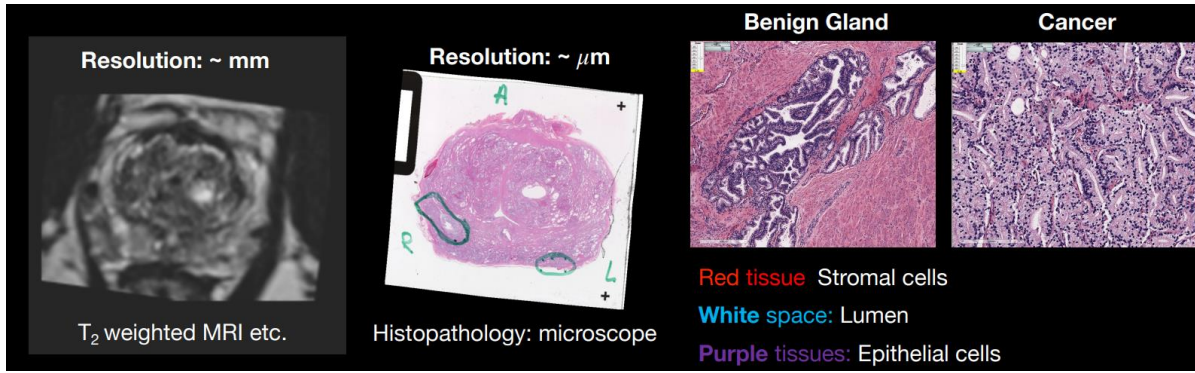 Resolution: ~ mm
T₂ weighted MRI etc.
Resolution: ~ μm
A
R
L
Histopathology: microscope
Benign Gland
Cancer
Red tissue Stromal cells
White space: Lumen
Purple tissues: Epithelial cells